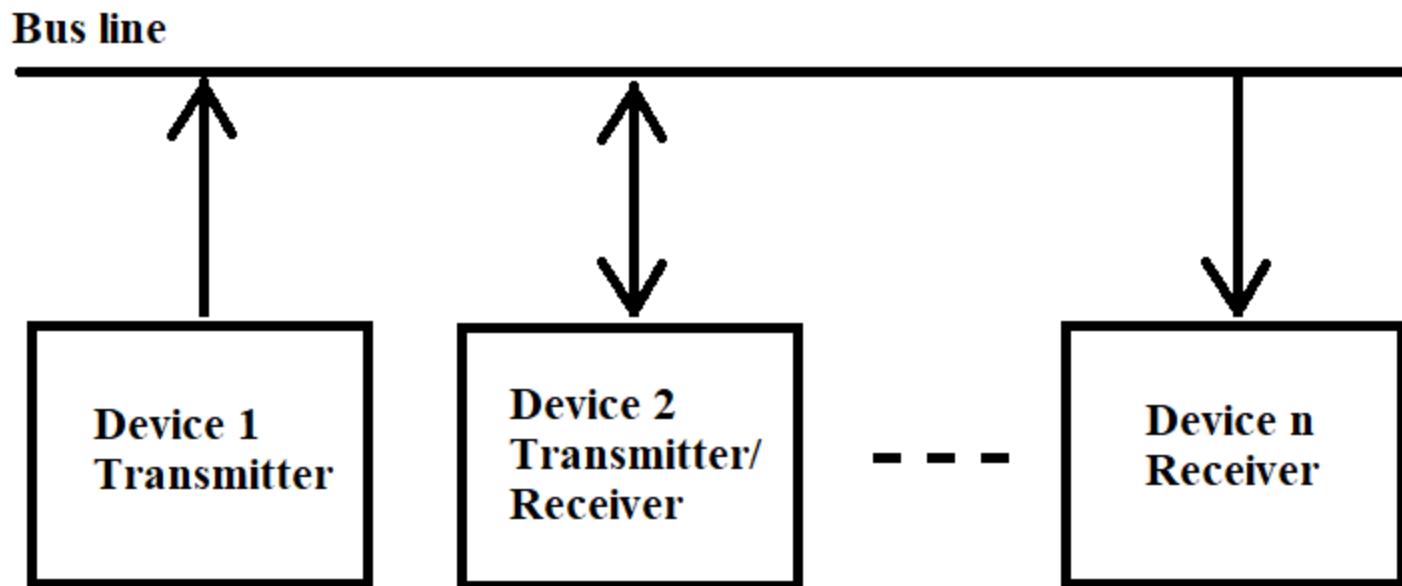 Bus line
Device 1
Transmitter
Device 2
Transmitter/
Receiver
Device n
Receiver